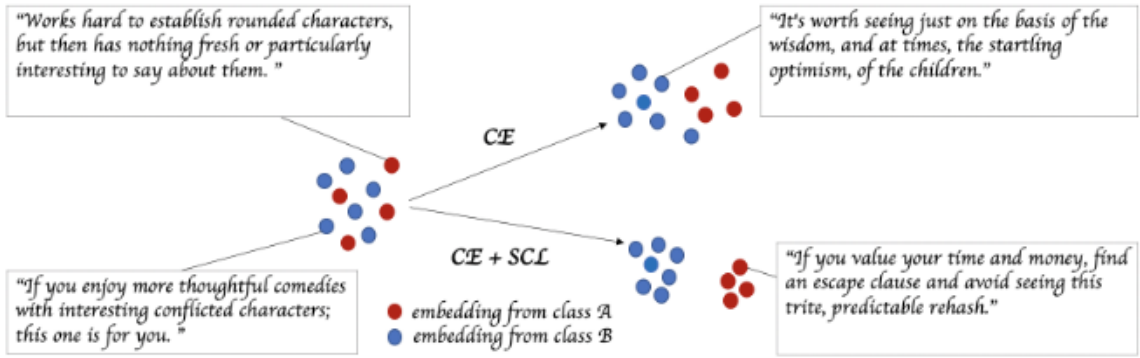 "Works hard to establish rounded characters,
but then has nothing fresh or particularly
interesting to say about them. "
"It's worth seeing just on the basis of the
wisdom, and at times, the startling
optimism, of the children."
CE
CE + SCL
"If you enjoy more thoughtful comedies
with interesting conflicted characters;
this one is for you. "
embedding from class A
embedding from class B
"If you value your time and money, find
an escape clause and avoid seeing this
trite, predictable rehash."